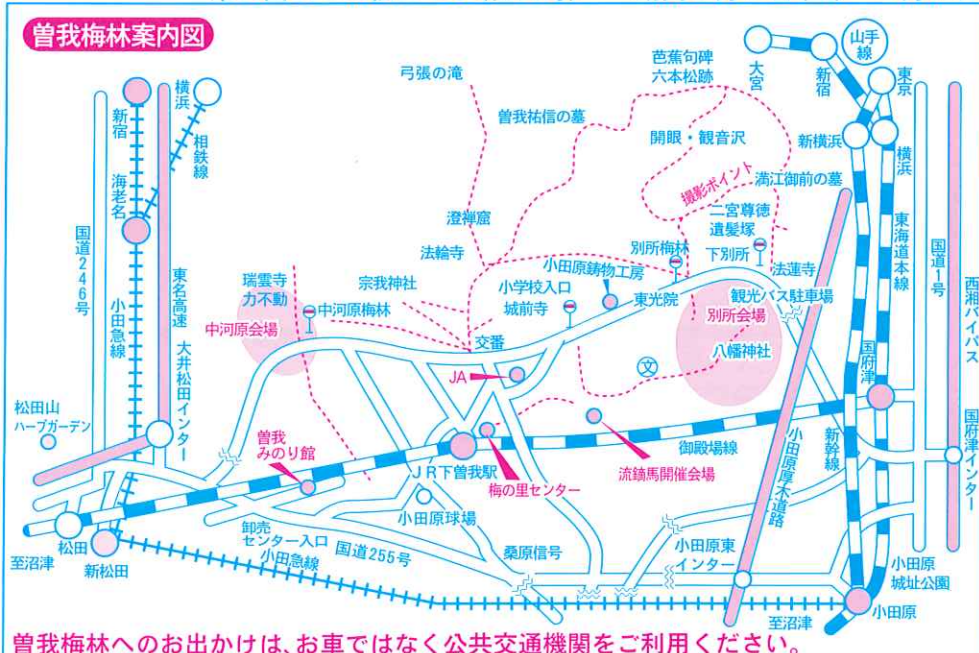 曽我梅林案内図
新宿
横浜
相鉄線
海老名
国道246号
小田急線
東名高速
大井松田インター
松田山
ハーブガーデン
弓張の滝
曽我祐信の墓
芭蕉句碑
六本松跡
大宮
新宿
山手線
東京
新横浜
横浜
開眼・観音沢
撮影ポイント
満江御前の墓
東海道本線
国道1号
西湘バイパス
澄禅窟
法輪寺
二宮尊徳
遺髪塚
別所梅林
下別所
法蓮寺
瑞雲寺
力不動
宗我神社
小学校入口
城前寺
小田原鋳物工房
東光院
観光バス駐車場
中河原会場
中河原梅林
交番
別所会場
八幡神社
国府津
JA
文
曽我
みのり館
JR下曽我駅
梅の里センター
流鏑馬開催会場
御殿場線
小田原厚木道路
新幹線
国府津インター
小田原球場
卸売
センター入口
国道255号
桑原信号
小田原東
インター
小田原
城址公園
至沼津
松田
新松田
小田急線
至沼津
小田原
曽我梅林へのお出かけは、お車ではなく公共交通機関をご利用ください。